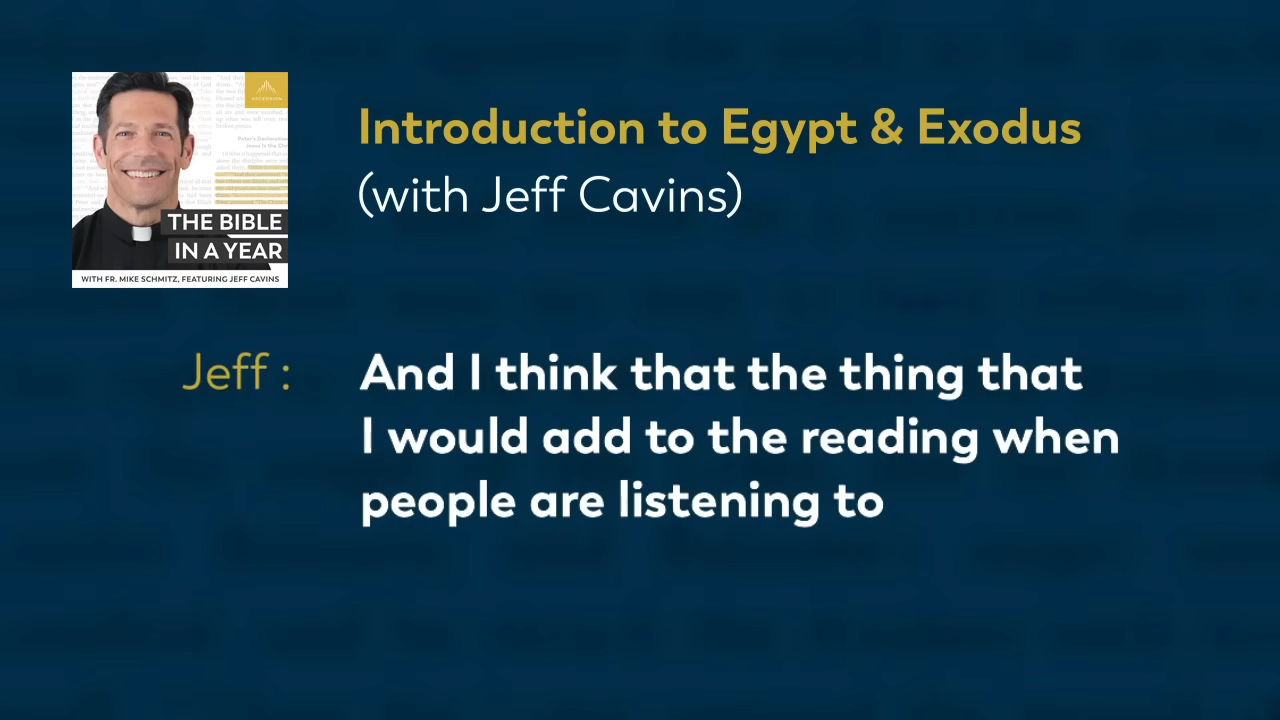 ASCENSION
THE BIBLE
IN A YEAR
WITH FR. MIKE SCHMITZ, FEATURING JEFF CAVINS
Introduction to Egypt & Exodus
(with Jeff Cavins)
Jeff :
And I think that the thing that
I would add to the reading when
people are listening to